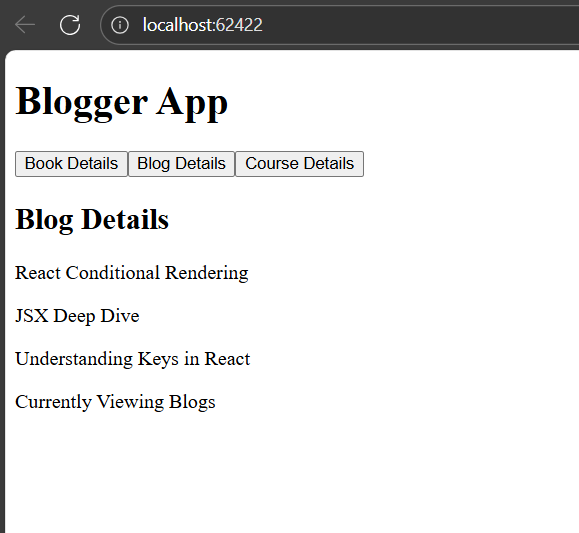 localhost:62422
Blogger App
Book Details Blog Details Course Details
Blog Details
React Conditional Rendering
JSX Deep Dive
Understanding Keys in React
Currently Viewing Blogs